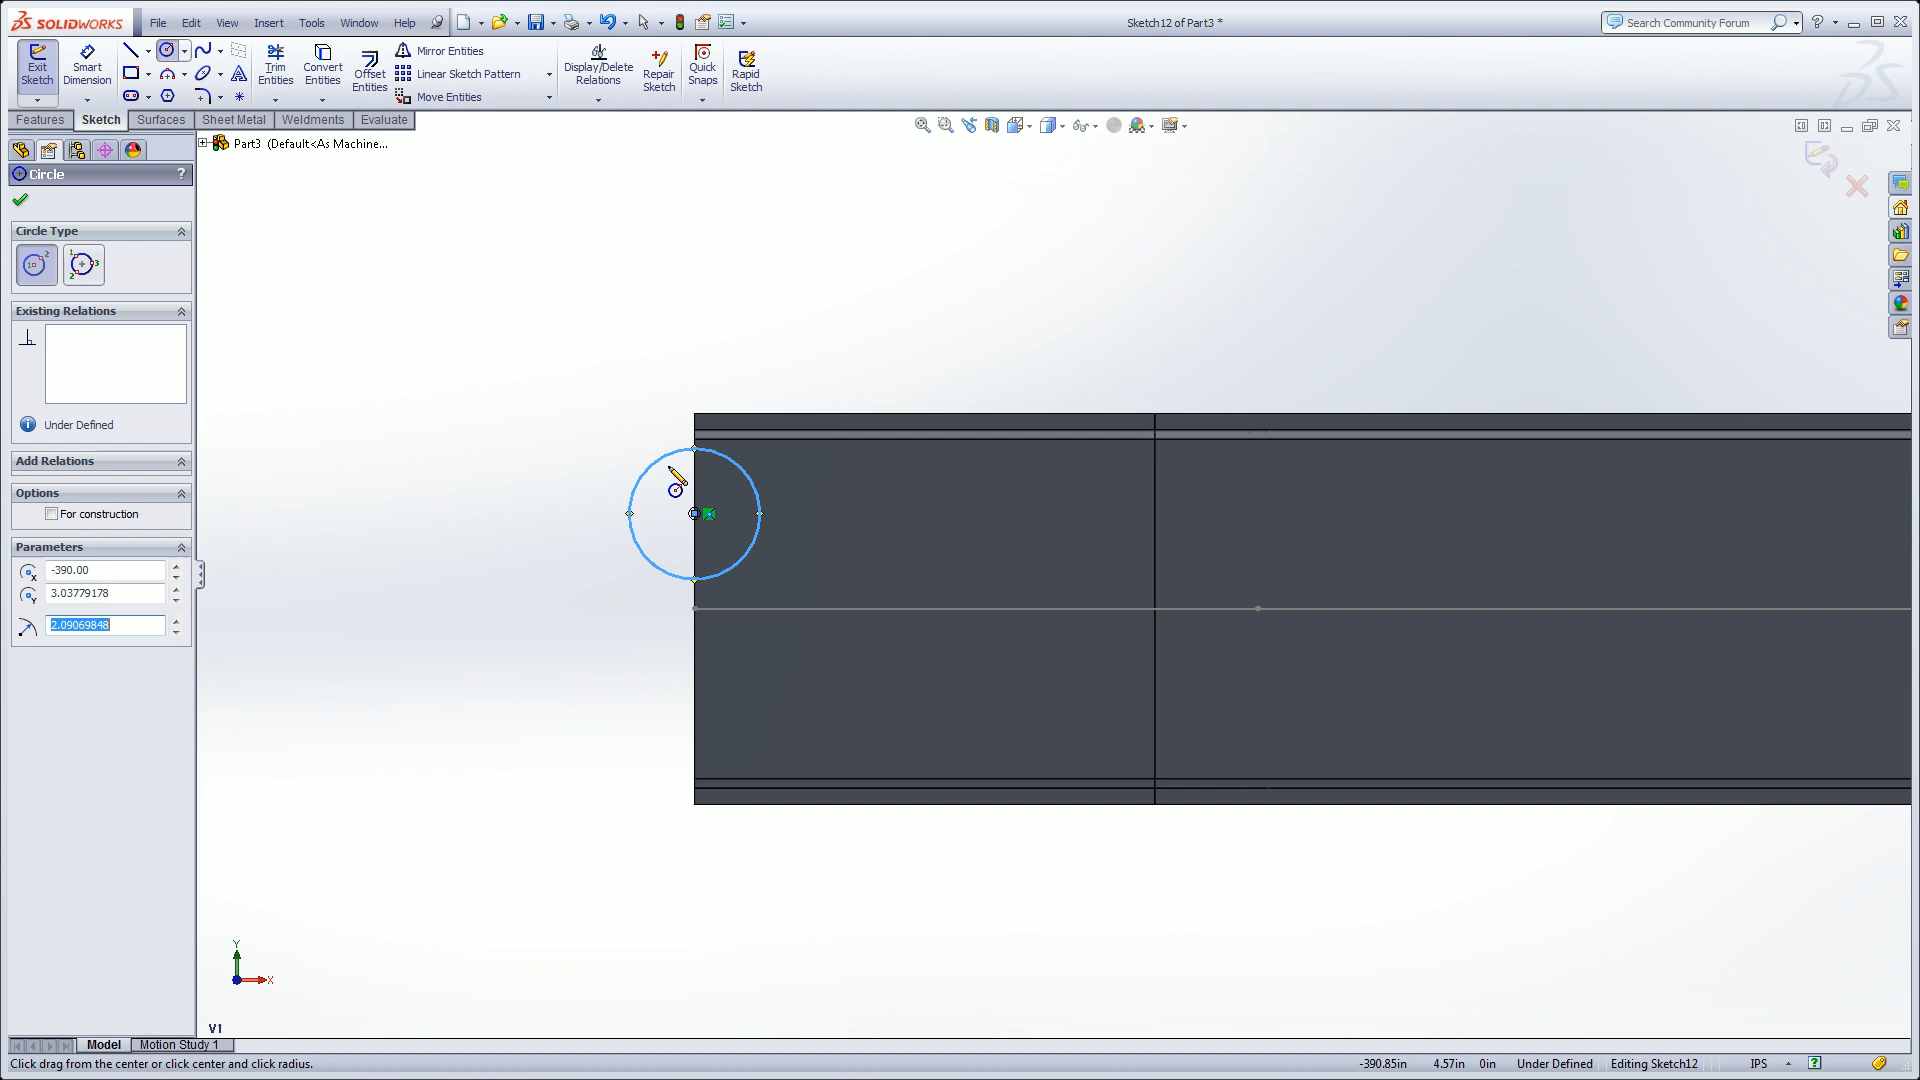 SOLIDWORKS File Edit View Insert Tools Window Help Sketch12 of Part3 * Search Community Forum
Exit Sketch
Smart Dimension
Trim Entities
Convert Entities
Offset Entities
Mirror Entities
Linear Sketch Pattern
Move Entities
Display/Delete Relations
Repair Sketch
Quick Snaps
Rapid Sketch
Features Sketch Surfaces Sheet Metal Weldments Evaluate
Part3 (Default<As Machine...
Circle ?
Circle Type
Existing Relations
Under Defined
Add Relations
Options
For construction
Parameters
-390.00
3.03779178
2.09069848
Y
X
V1
Model Motion Study 1
Click drag from the center or click center and click radius. -390.85in 4.57in 0in Under Defined Editing Sketch12 IPS